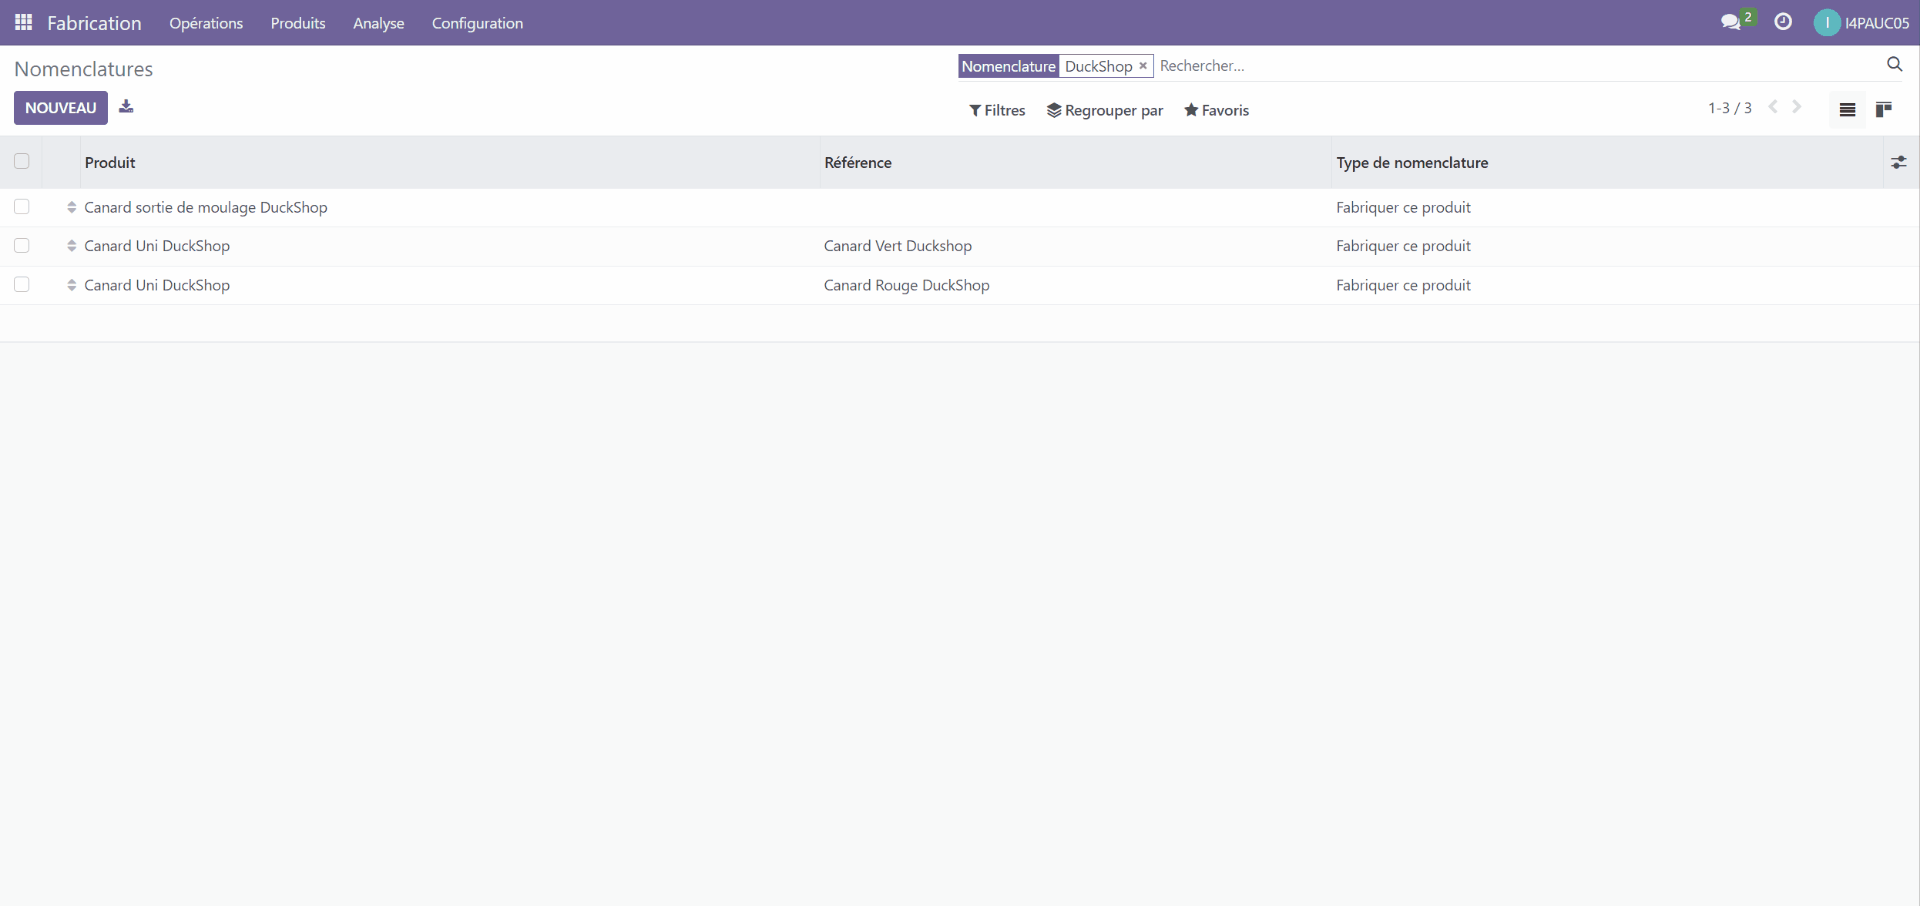 Fabrication Opérations Produits Analyse Configuration 2 I I4PAUC05
Nomenclatures Nomenclature DuckShop × Rechercher...
NOUVEAU Filtres Regrouper par Favoris 1-3 / 3
Produit Référence Type de nomenclature
Canard sortie de moulage DuckShop Fabriquer ce produit
Canard Uni DuckShop Canard Vert Duckshop Fabriquer ce produit
Canard Uni DuckShop Canard Rouge DuckShop Fabriquer ce produit